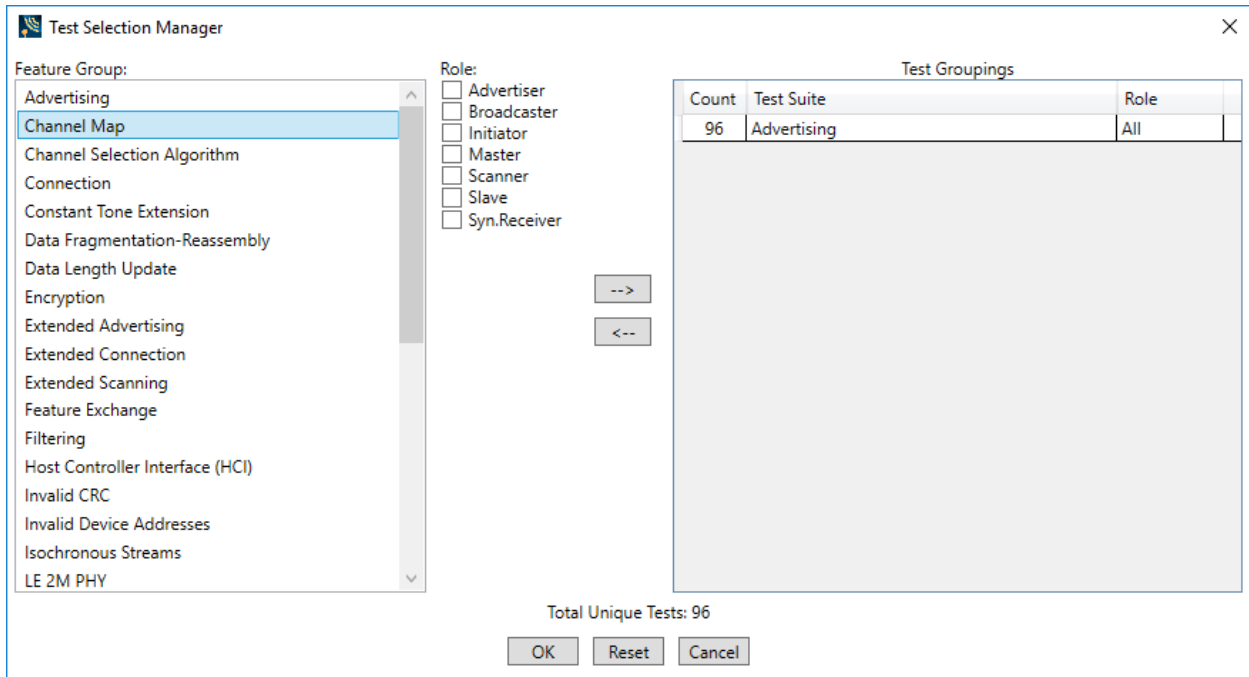 Test Selection Manager
Feature Group:
Advertising
Channel Map
Channel Selection Algorithm
Connection
Constant Tone Extension
Data Fragmentation-Reassembly
Data Length Update
Encryption
Extended Advertising
Extended Connection
Extended Scanning
Feature Exchange
Filtering
Host Controller Interface (HCI)
Invalid CRC
Invalid Device Addresses
Isochronous Streams
LE 2M PHY
Role:
Advertiser
Broadcaster
Initiator
Master
Scanner
Slave
Syn.Receiver
-->
<--
Test Groupings
Count Test Suite Role
96 Advertising All
Total Unique Tests: 96
OK Reset Cancel